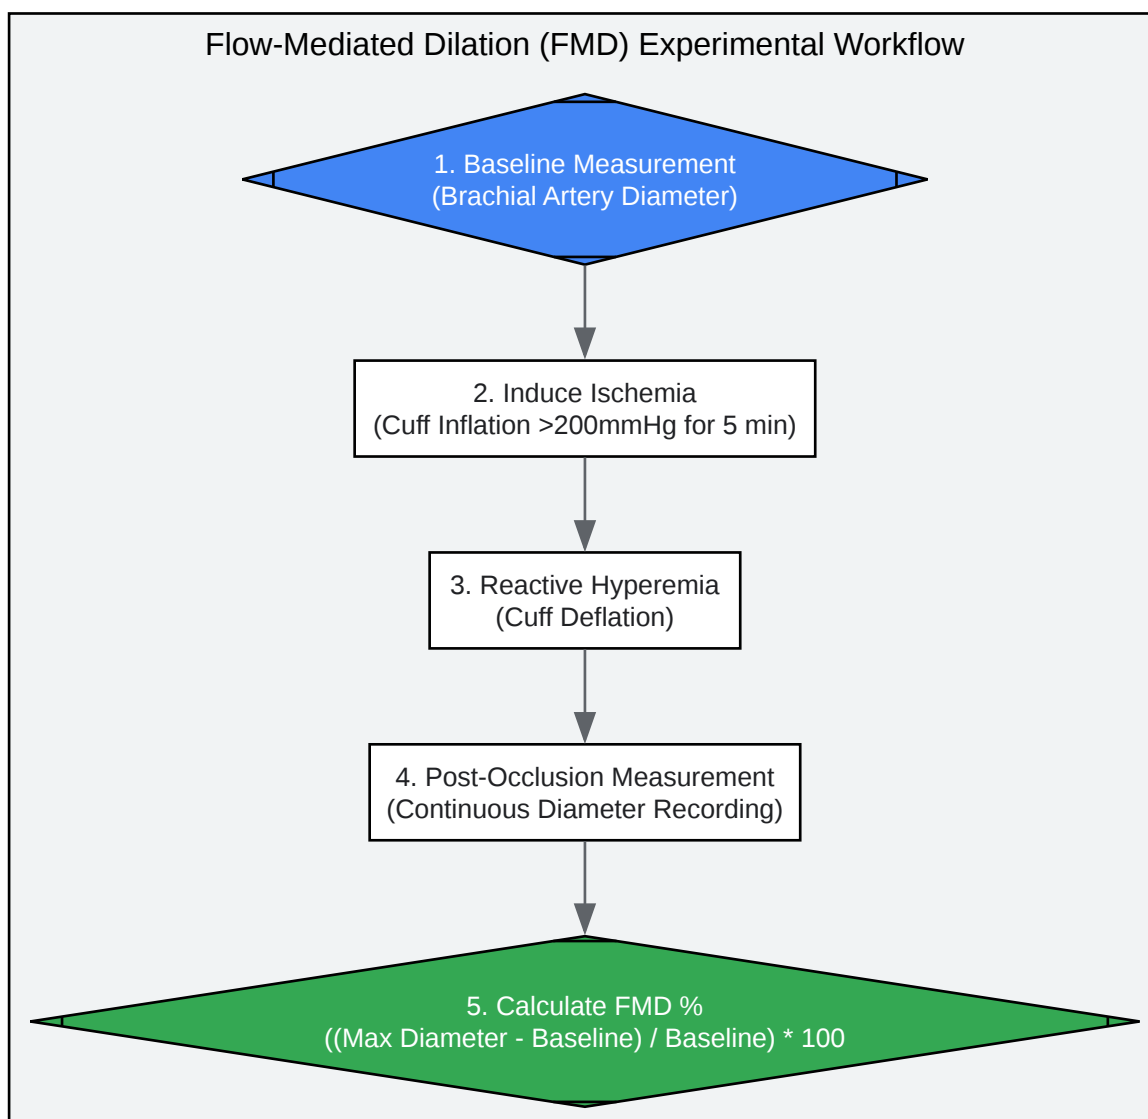 Flow-Mediated Dilation (FMD) Experimental Workflow
1. Baseline Measurement
(Brachial Artery Diameter)
2. Induce Ischemia
(Cuff Inflation >200mmHg for 5 min)
3. Reactive Hyperemia
(Cuff Deflation)
4. Post-Occlusion Measurement
(Continuous Diameter Recording)
5. Calculate FMD %
((Max Diameter - Baseline) / Baseline) * 100